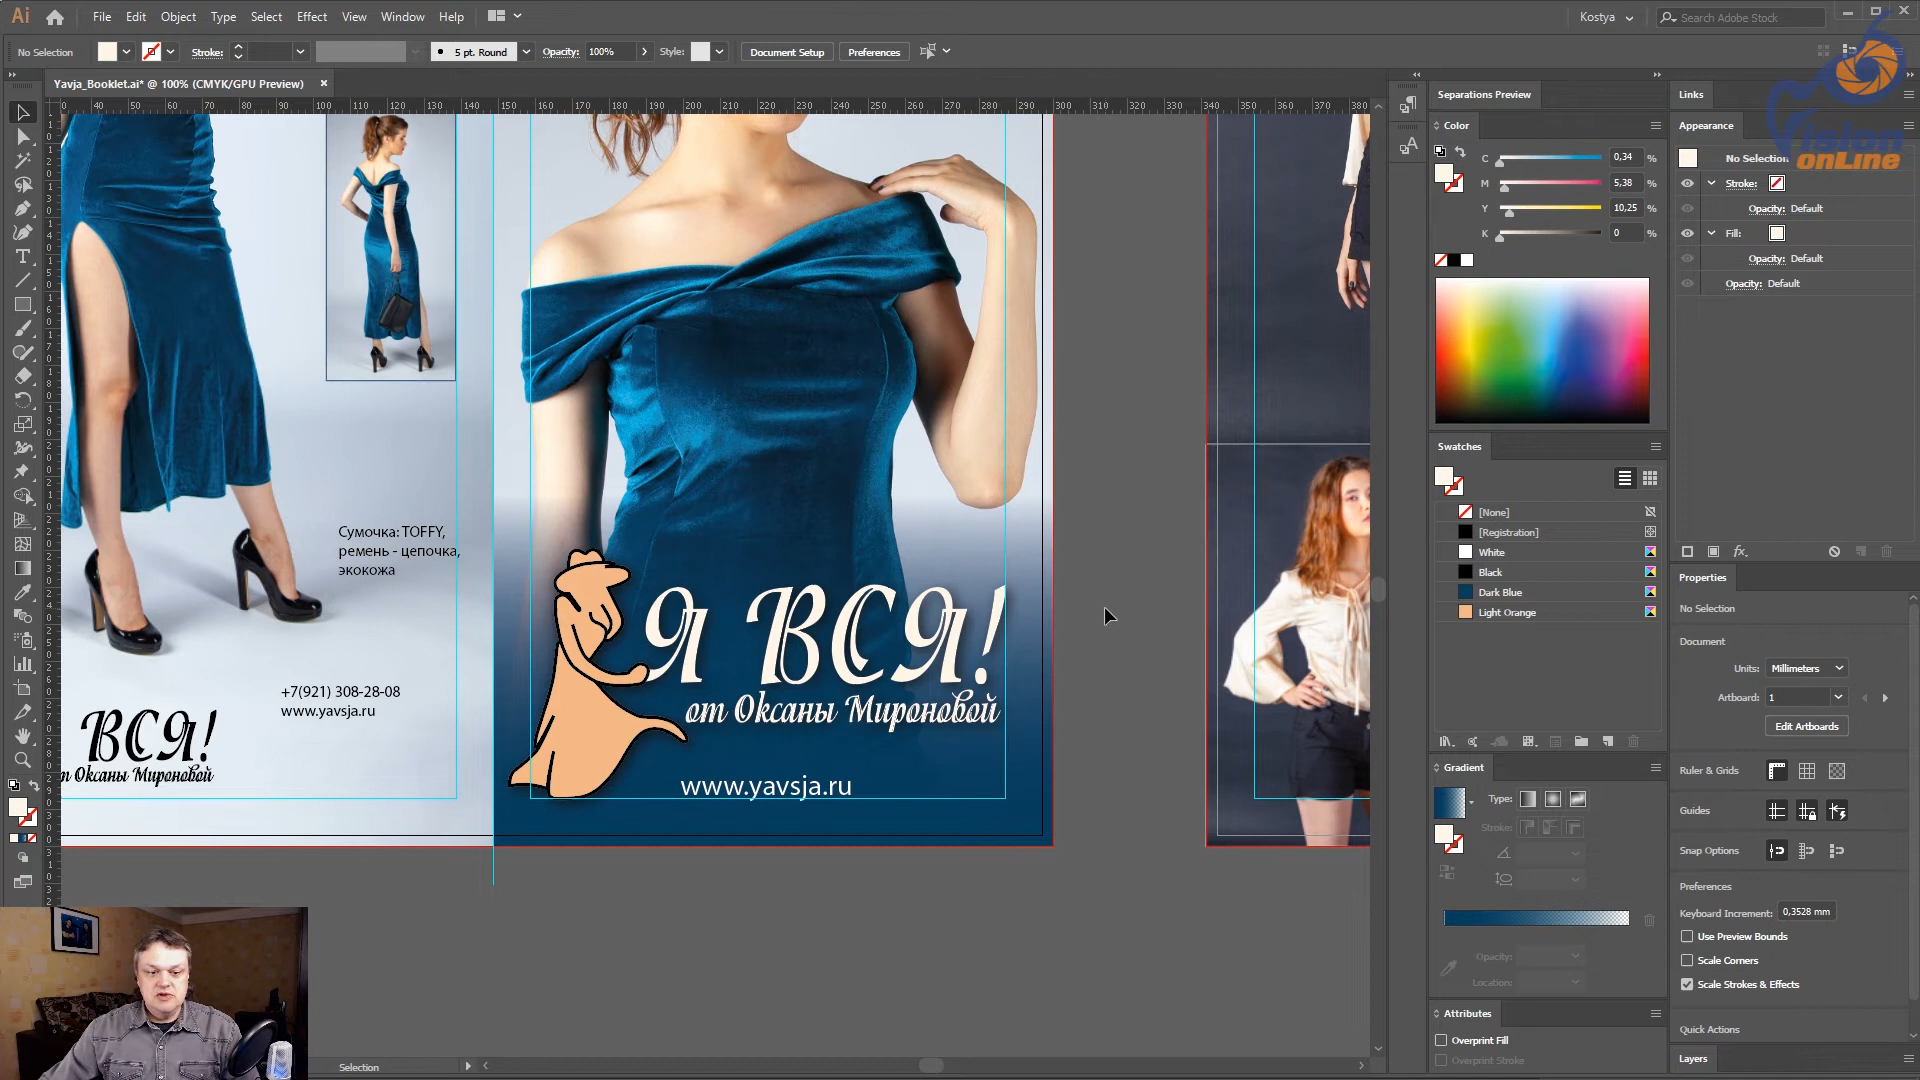 Ai File Edit Object Type Select Effect View Window Help Kostya Search Adobe Stock
No Selection Stroke: 5 pt. Round Opacity: 100% Style: Document Setup Preferences
Yavja_Booklet.ai* @ 100% (CMYK/GPU Preview)
Сумочка: TOFFY,
ремень - цепочка,
экокожа
+7(921) 308-28-08
www.yavsja.ru
ВСЯ!
т Оксаны Мироновой
Я ВСЯ!
от Оксаны Мироновой
www.yavsja.ru
Selection
Separations Preview
Color
C 0,34 %
M 5,38 %
Y 10,25 %
K 0 %
Swatches
[None]
[Registration]
White
Black
Dark Blue
Light Orange
Gradient
Type:
Stroke:
Opacity:
Location:
Attributes
Overprint Fill
Overprint Stroke
Links
Appearance
No Selection
Stroke:
Opacity: Default
Fill:
Opacity: Default
Opacity: Default
Properties
No Selection
Document
Units: Millimeters
Artboard: 1
Edit Artboards
Ruler & Grids
Guides
Snap Options
Preferences
Keyboard Increment: 0,3528 mm
Use Preview Bounds
Scale Corners
Scale Strokes & Effects
Quick Actions
Layers
Vision
onLine